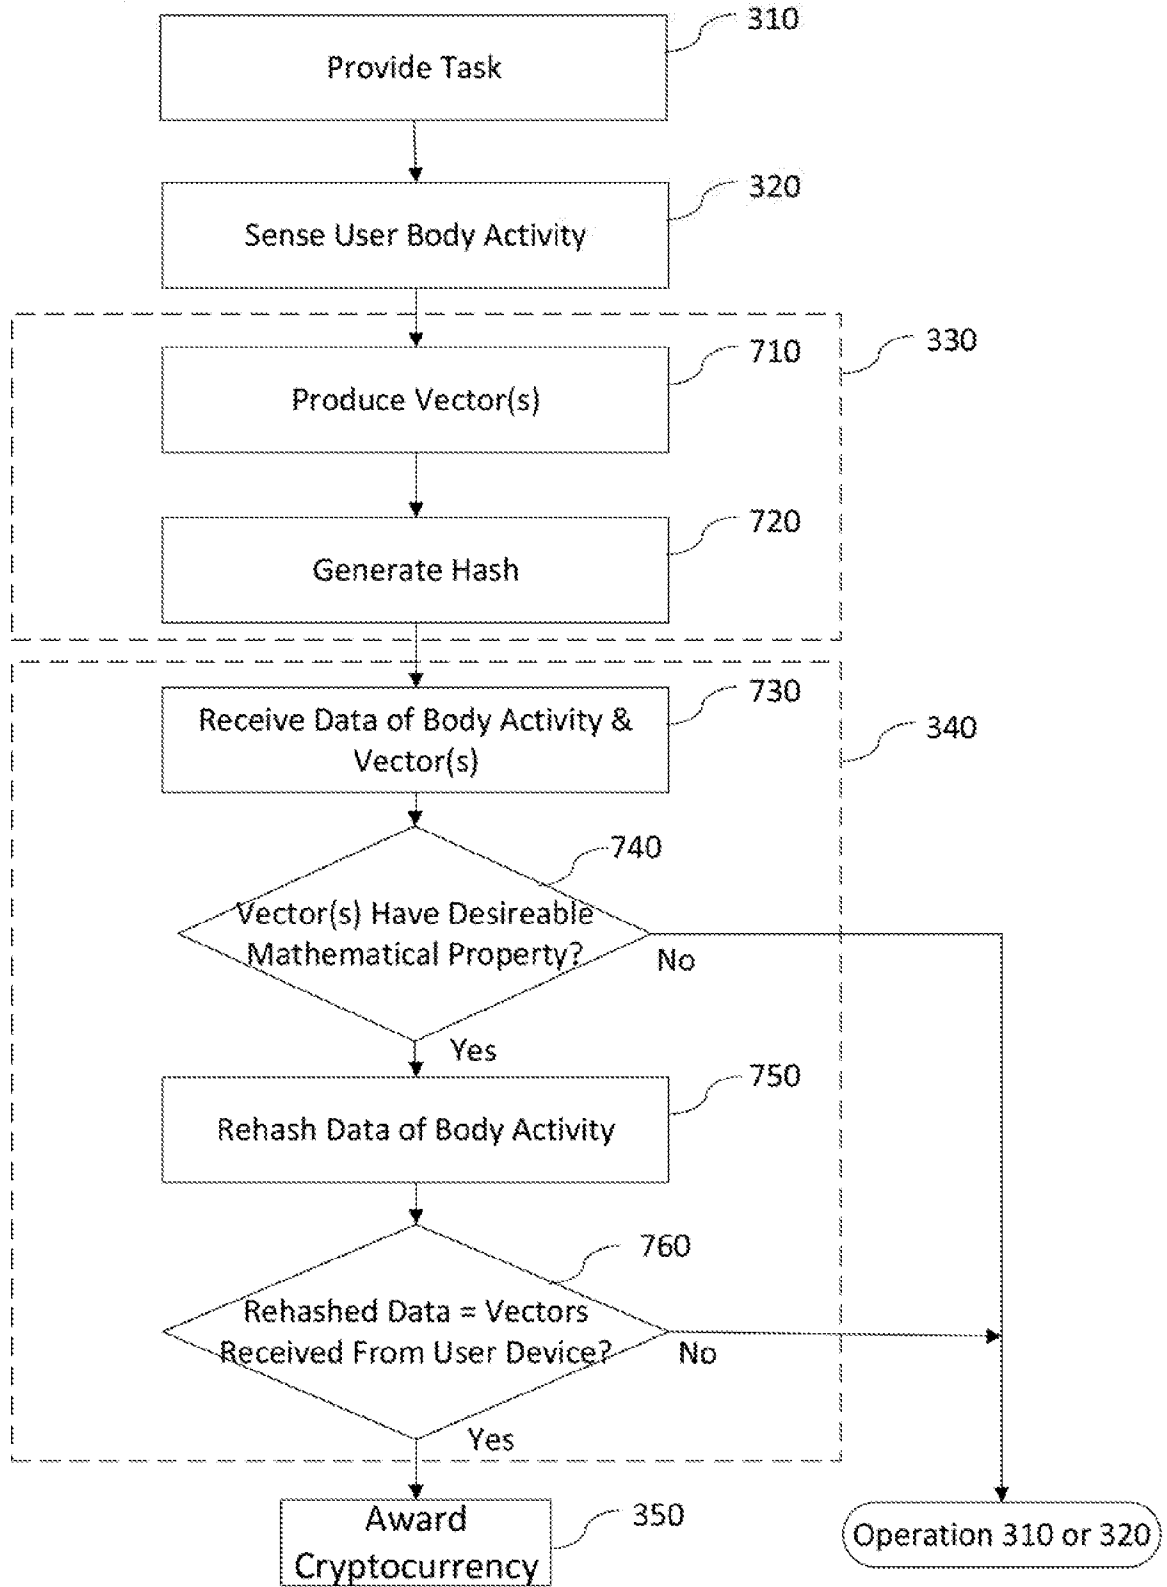 310
Provide Task
320
Sense User Body Activity
330
710
Produce Vector(s)
720
Generate Hash
730
Receive Data of Body Activity &
Vector(s)
340
740
Vector(s) Have Desireable
Mathematical Property?
No
Yes
750
Rehash Data of Body Activity
760
Rehashed Data = Vectors
Received From User Device?
No
Yes
350
Award
Cryptocurrency
Operation 310 or 320